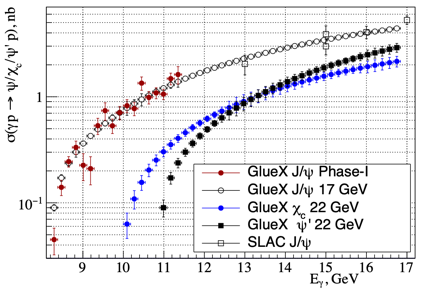 σ(γp → ψ/χc / ψ' p), nb
1
10⁻¹
GlueX J/ψ Phase-I
GlueX J/ψ 17 GeV
GlueX χc 22 GeV
GlueX ψ' 22 GeV
SLAC J/ψ
9 10 11 12 13 14 15 16 17
Eγ, GeV